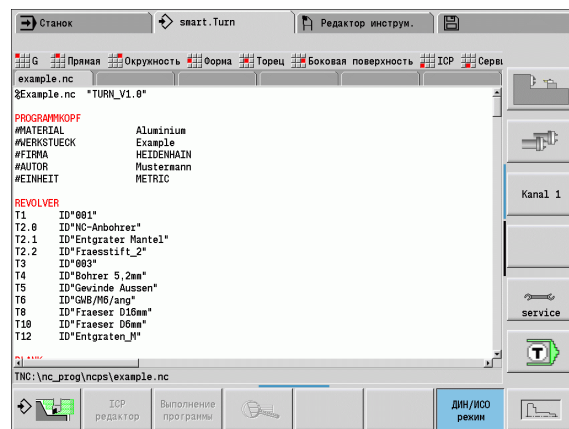 Станок
smart.Turn
Редактор инструм.
G Прямая Окружность Форма Торец Боковая поверхность ICP
example.nc
%Example.nc "TURN_V1.0"
PROGRAMMKOPF
#MATERIAL Aluminium
#WERKSTUECK Example
#FIRMA HEIDENHAIN
#AUTOR Mustermann
#EINHEIT METRIC
REVOLVER
T1 ID"001"
T2.0 ID"NC-Anbohrer"
T2.1 ID"Entgrater Mantel"
T2.2 ID"Fraesstift_2"
T3 ID"003"
T4 ID"Bohrer 5,2mm"
T5 ID"Gewinde Aussen"
T6 ID"GWB/M6/ang"
T8 ID"Fraeser D16mm"
T10 ID"Fraeser D6mm"
T12 ID"Entgraten_M"
TNC:\nc_prog\ncps\example.nc
Kanal 1
service
T
ICP редактор
Выполнение программы
ДИН/ИСО режим